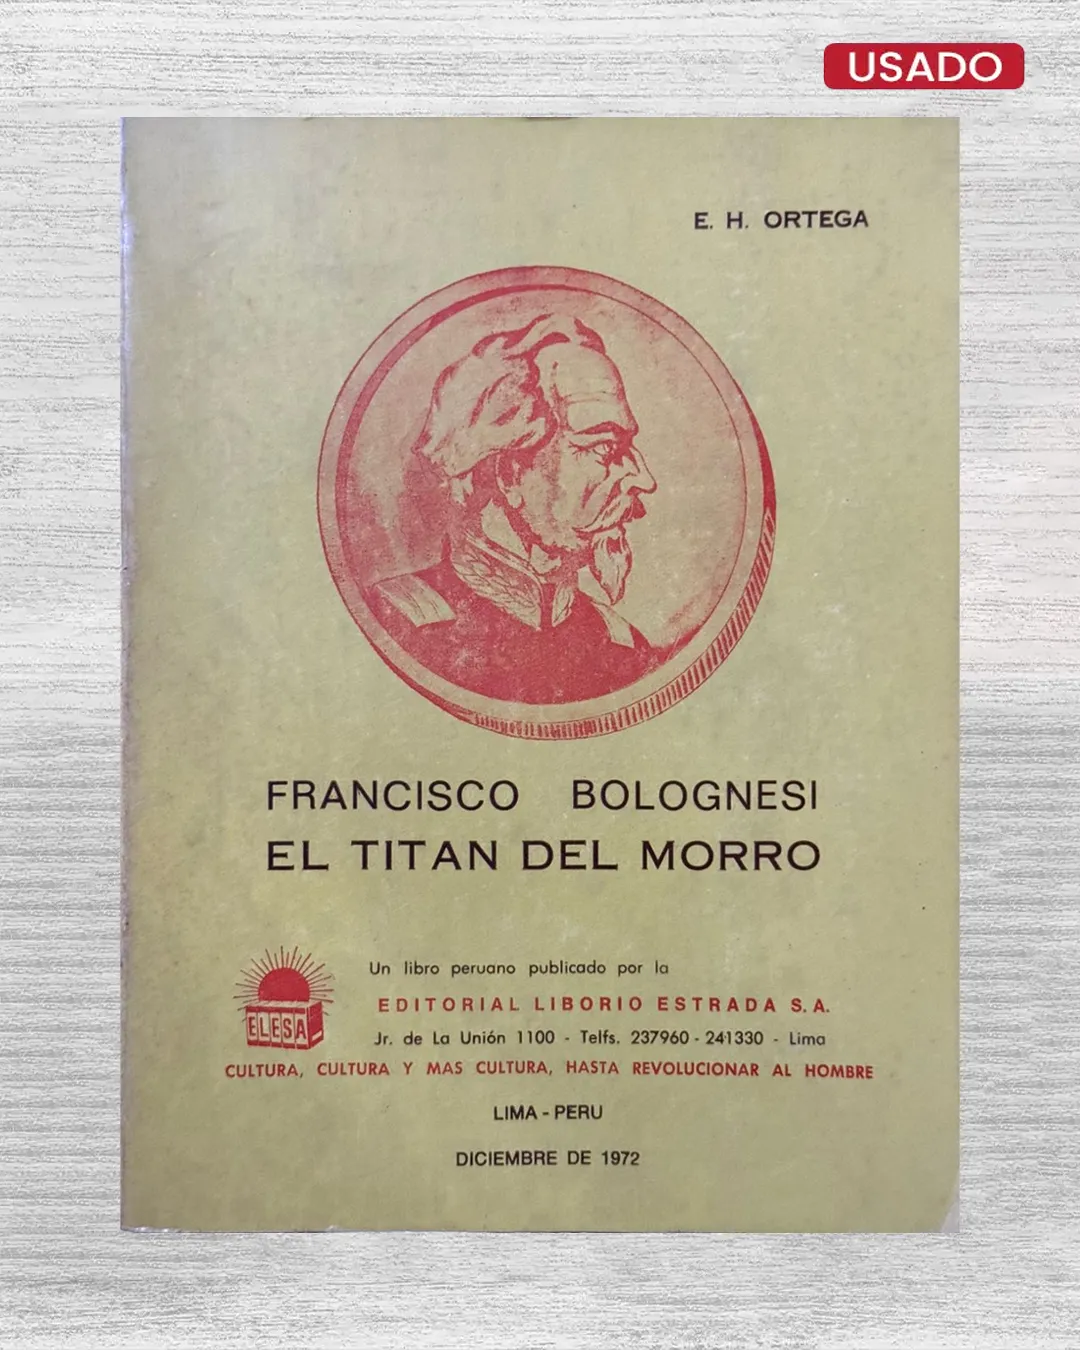 USADO
E. H. ORTEGA
FRANCISCO BOLOGNESI
EL TITAN DEL MORRO
Un libro peruano publicado por la
EDITORIAL LIBORIO ESTRADA S. A.
ELESA
Jr. de La Unión 1100 - Telfs. 237960 - 241330 - Lima
CULTURA, CULTURA Y MAS CULTURA, HASTA REVOLUCIONAR AL HOMBRE
LIMA - PERU
DICIEMBRE DE 1972